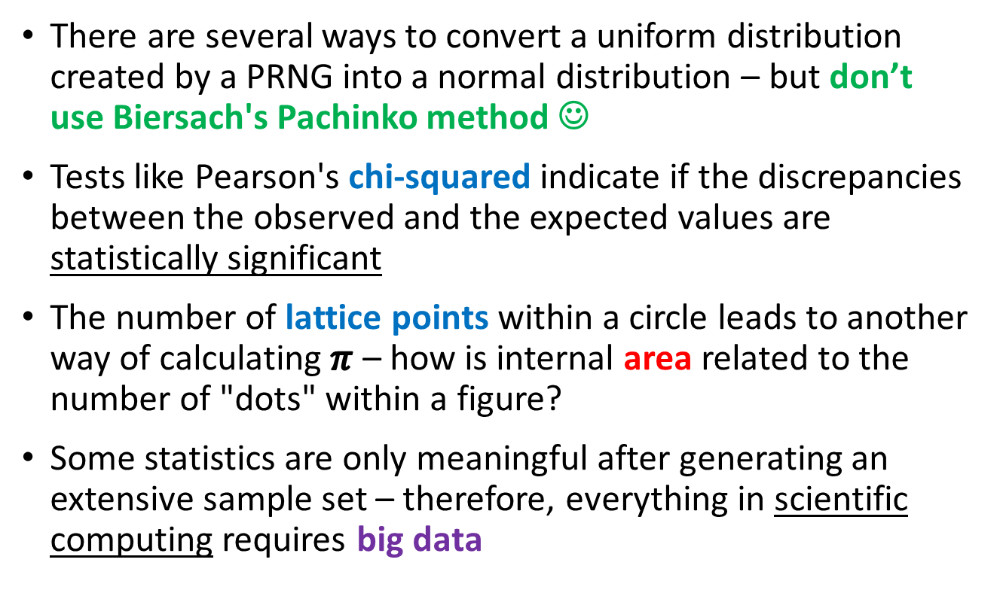 • There are several ways to convert a uniform distribution
created by a PRNG into a normal distribution – but don’t
use Biersach's Pachinko method ☺
• Tests like Pearson's chi-squared indicate if the discrepancies
between the observed and the expected values are
statistically significant
• The number of lattice points within a circle leads to another
way of calculating π – how is internal area related to the
number of "dots" within a figure?
• Some statistics are only meaningful after generating an
extensive sample set – therefore, everything in scientific
computing requires big data